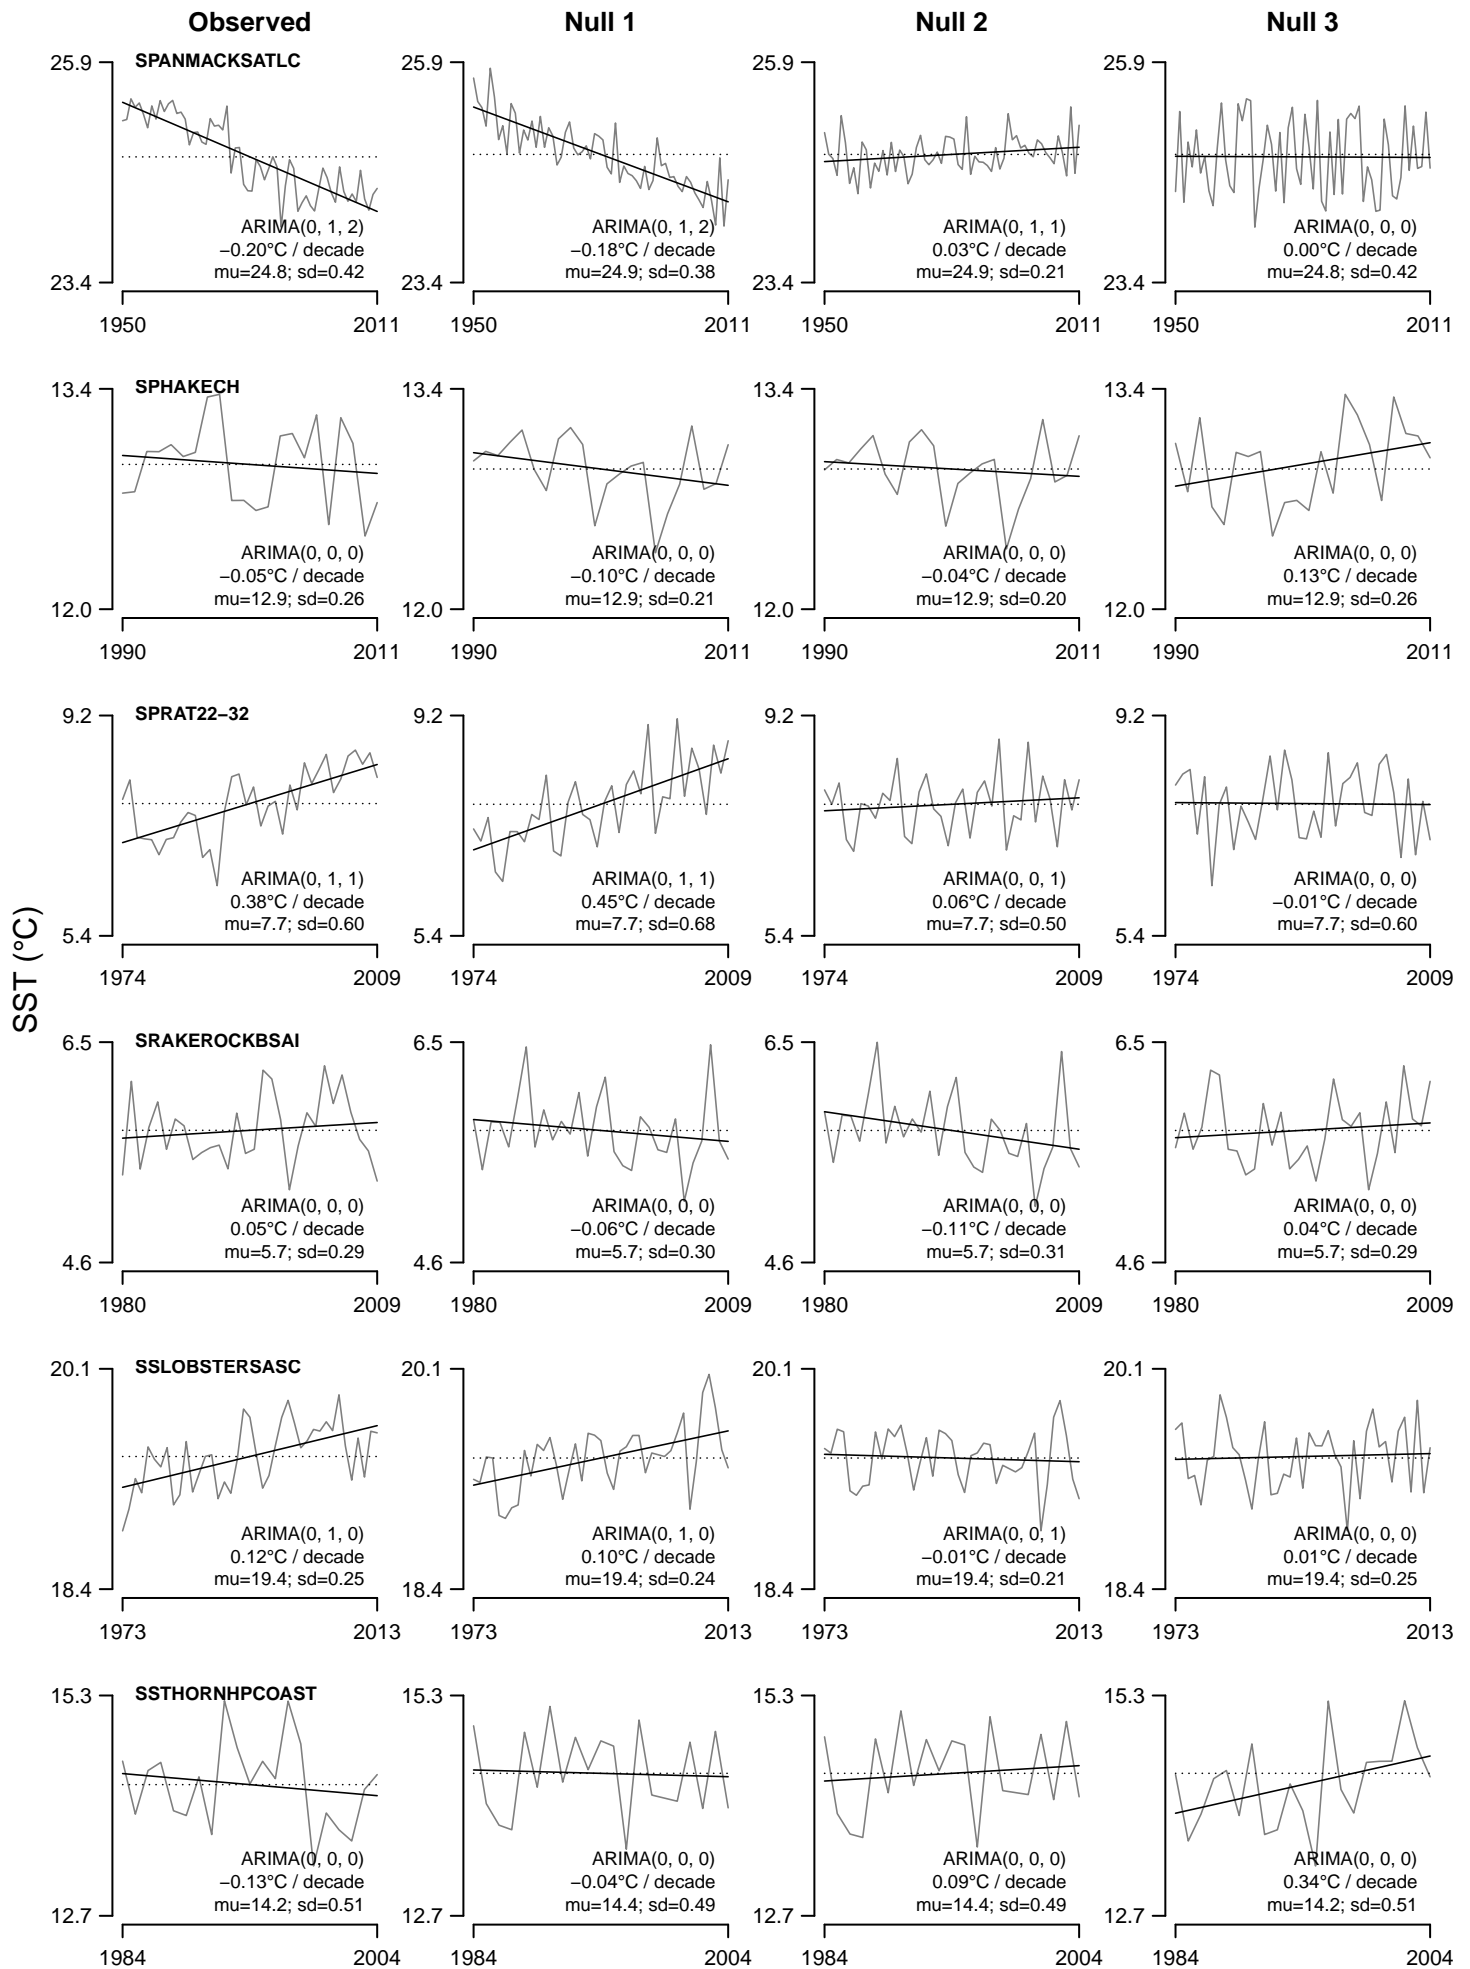 Observed Null 1 Null 2 Null 3
SST (°C)
SPANMACKSATLC
25.9 25.9 25.9 25.9
ARIMA(0, 1, 2) ARIMA(0, 1, 2) ARIMA(0, 1, 1) ARIMA(0, 0, 0)
−0.20°C / decade −0.18°C / decade 0.03°C / decade 0.00°C / decade
mu=24.8; sd=0.42 mu=24.9; sd=0.38 mu=24.9; sd=0.21 mu=24.8; sd=0.42
23.4 23.4 23.4 23.4
1950 2011 1950 2011 1950 2011 1950 2011
SPHAKECH
13.4 13.4 13.4 13.4
ARIMA(0, 0, 0) ARIMA(0, 0, 0) ARIMA(0, 0, 0) ARIMA(0, 0, 0)
−0.05°C / decade −0.10°C / decade −0.04°C / decade 0.13°C / decade
mu=12.9; sd=0.26 mu=12.9; sd=0.21 mu=12.9; sd=0.20 mu=12.9; sd=0.26
12.0 12.0 12.0 12.0
1990 2011 1990 2011 1990 2011 1990 2011
SPRAT22−32
9.2 9.2 9.2 9.2
ARIMA(0, 1, 1) ARIMA(0, 1, 1) ARIMA(0, 0, 1) ARIMA(0, 0, 0)
0.38°C / decade 0.45°C / decade 0.06°C / decade −0.01°C / decade
mu=7.7; sd=0.60 mu=7.7; sd=0.68 mu=7.7; sd=0.50 mu=7.7; sd=0.60
5.4 5.4 5.4 5.4
1974 2009 1974 2009 1974 2009 1974 2009
SRAKEROCKBSAI
6.5 6.5 6.5 6.5
ARIMA(0, 0, 0) ARIMA(0, 0, 0) ARIMA(0, 0, 0) ARIMA(0, 0, 0)
0.05°C / decade −0.06°C / decade −0.11°C / decade 0.04°C / decade
mu=5.7; sd=0.29 mu=5.7; sd=0.30 mu=5.7; sd=0.31 mu=5.7; sd=0.29
4.6 4.6 4.6 4.6
1980 2009 1980 2009 1980 2009 1980 2009
SSLOBSTERSASC
20.1 20.1 20.1 20.1
ARIMA(0, 1, 0) ARIMA(0, 1, 0) ARIMA(0, 0, 1) ARIMA(0, 0, 0)
0.12°C / decade 0.10°C / decade −0.01°C / decade 0.01°C / decade
mu=19.4; sd=0.25 mu=19.4; sd=0.24 mu=19.4; sd=0.21 mu=19.4; sd=0.25
18.4 18.4 18.4 18.4
1973 2013 1973 2013 1973 2013 1973 2013
SSTHORNHPCOAST
15.3 15.3 15.3 15.3
ARIMA(0, 0, 0) ARIMA(0, 0, 0) ARIMA(0, 0, 0) ARIMA(0, 0, 0)
−0.13°C / decade −0.04°C / decade 0.09°C / decade 0.34°C / decade
mu=14.2; sd=0.51 mu=14.4; sd=0.49 mu=14.4; sd=0.49 mu=14.2; sd=0.51
12.7 12.7 12.7 12.7
1984 2004 1984 2004 1984 2004 1984 2004